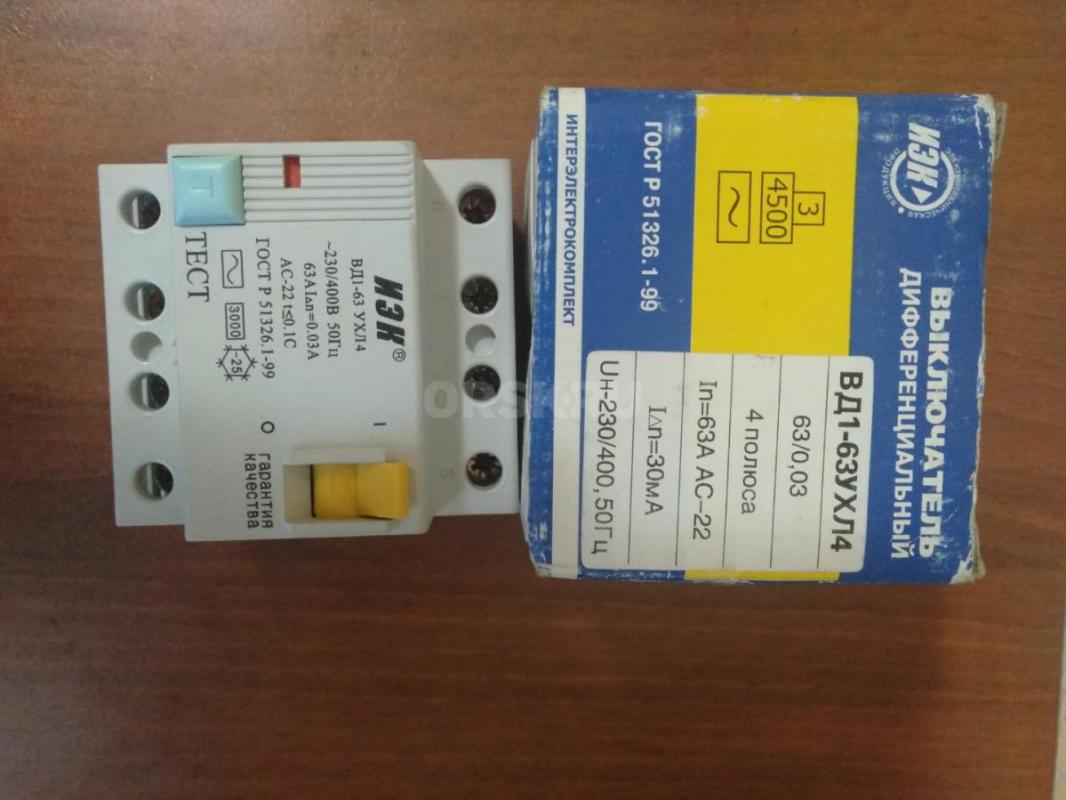 ИЭК®
ВД1-63 УХЛ4
~230/400В 50Гц
63А I∆n=0.03А
АС-22 t≤0.1С
ГОСТ Р 51326.1-99
3000
-25
Т
ТЕСТ
I
O
гарантия
качества
ИЭК
ВЫКЛЮЧАТЕЛЬ
ДИФФЕРЕНЦИАЛЬНЫЙ
3
4500
ВД1-63УХЛ4
63/0,03
4 полюса
In=63А АС-22
I∆n=30мА
Uн-230/400, 50Гц
ГОСТ Р 51326.1-99
ИНТЕРЭЛЕКТРОКОМПЛЕКТ
ORSK.RU